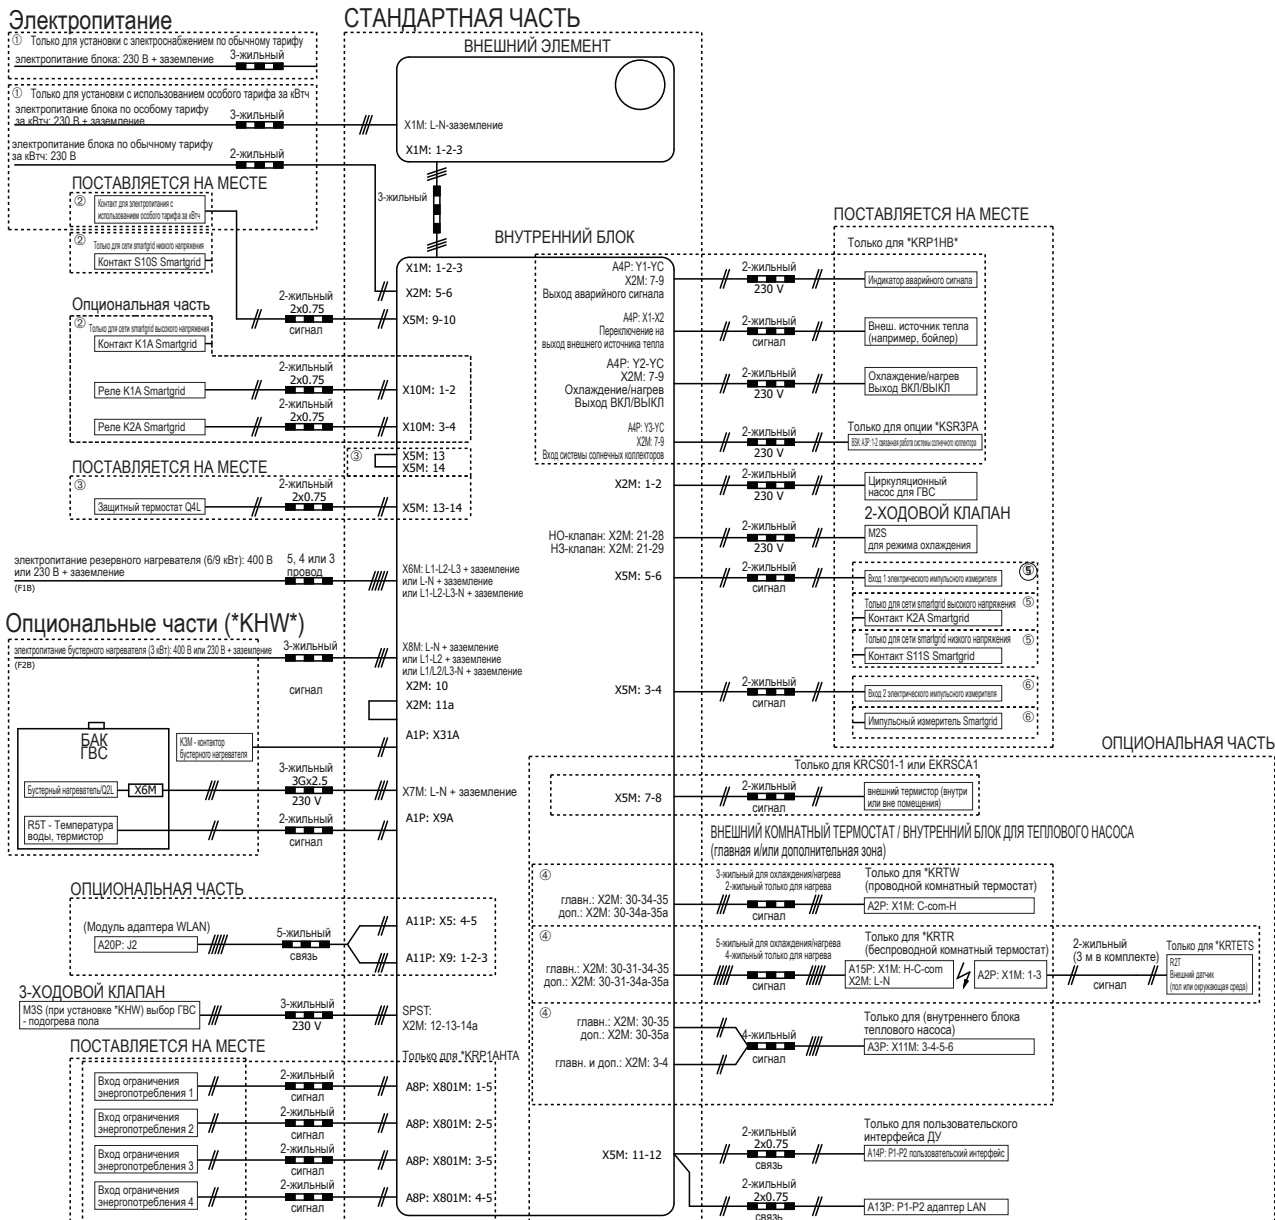 Электропитание
① Только для установки с электроснабжением по обычному тарифу
электропитание блока: 230 В + заземление
3-жильный
① Только для установки с использованием особого тарифа за кВтч
электропитание блока по особому тарифу
за кВтч: 230 В + заземление
3-жильный
электропитание блока по обычному тарифу
за кВтч: 230 В
2-жильный
ПОСТАВЛЯЕТСЯ НА МЕСТЕ
② Контакт для электропитания с
использованием особого тарифа за кВтч
② Только для сети smartgrid низкого напряжения
Контакт S10S Smartgrid
Опциональная часть
② Только для сети smartgrid высокого напряжения
Контакт K1A Smartgrid
2-жильный
2x0.75
сигнал
Реле K1A Smartgrid
2-жильный
2x0.75
Реле K2A Smartgrid
2-жильный
2x0.75
ПОСТАВЛЯЕТСЯ НА МЕСТЕ
③
Защитный термостат Q4L
2-жильный
2x0.75
электропитание резервного нагревателя (6/9 кВт): 400 В
или 230 В + заземление
(F1B)
5, 4 или 3
провод
Опциональные части (*KHW*)
электропитание бустерного нагревателя (3 кВт): 400 В или 230 В + заземление
(F2B)
3-жильный
сигнал
БАК
ГВС
K3M - контактор
бустерного нагревателя
Бустерный нагреватель/Q2L
X6M
3-жильный
3Gx2.5
230 V
R5T - Температура
воды, термистор
2-жильный
сигнал
ОПЦИОНАЛЬНАЯ ЧАСТЬ
(Модуль адаптера WLAN)
A20P: J2
5-жильный
связь
3-ХОДОВОЙ КЛАПАН
M3S (при установке *KHW) выбор ГВС
- подогрева пола
3-жильный
230 V
ПОСТАВЛЯЕТСЯ НА МЕСТЕ
Вход ограничения
энергопотребления 1
2-жильный
сигнал
Вход ограничения
энергопотребления 2
2-жильный
сигнал
Вход ограничения
энергопотребления 3
2-жильный
сигнал
Вход ограничения
энергопотребления 4
2-жильный
сигнал
СТАНДАРТНАЯ ЧАСТЬ
ВНЕШНИЙ ЭЛЕМЕНТ
X1M: L-N-заземление
X1M: 1-2-3
3-жильный
ВНУТРЕННИЙ БЛОК
X1M: 1-2-3
X2M: 5-6
X5M: 9-10
X10M: 1-2
X10M: 3-4
③
X5M: 13
X5M: 14
X5M: 13-14
X6M: L1-L2-L3 + заземление
или L-N + заземление
или L1-L2-L3-N + заземление
X8M: L-N + заземление
или L1-L2 + заземление
или L1/L2/L3-N + заземление
X2M: 10
X2M: 11a
A1P: X31A
X7M: L-N + заземление
A1P: X9A
A11P: X5: 4-5
A11P: X9: 1-2-3
SPST:
X2M: 12-13-14a
Только для *KRP1AHTA
A8P: X801M: 1-5
A8P: X801M: 2-5
A8P: X801M: 3-5
A8P: X801M: 4-5
ПОСТАВЛЯЕТСЯ НА МЕСТЕ
Только для *KRP1HB*
A4P: Y1-YC
X2M: 7-9
Выход аварийного сигнала
2-жильный
230 V
Индикатор аварийного сигнала
A4P: X1-X2
Переключение на
выход внешнего источника тепла
2-жильный
сигнал
Внеш. источник тепла
(например, бойлер)
A4P: Y2-YC
X2M: 7-9
Охлаждение/нагрев
Выход ВКЛ/ВЫКЛ
2-жильный
230 V
Охлаждение/нагрев
Выход ВКЛ/ВЫКЛ
Только для опции *KSR3PA
A4P: Y3-YC
X2M: 7-9
Вход системы солнечных коллекторов
2-жильный
230 V
BSK: A3P: 1-2 связанная работа системы солнечного коллектора
X2M: 1-2
2-жильный
230 V
Циркуляционный
насос для ГВС
2-ХОДОВОЙ КЛАПАН
НО-клапан: X2M: 21-28
НЗ-клапан: X2M: 21-29
2-жильный
230 V
M2S
для режима охлаждения
X5M: 5-6
2-жильный
сигнал
⑤
Вход 1 электрического импульсного измерителя
Только для сети smartgrid высокого напряжения ⑤
Контакт K2A Smartgrid
Только для сети smartgrid низкого напряжения ⑤
Контакт S11S Smartgrid
X5M: 3-4
2-жильный
сигнал
Вход 2 электрического импульсного измерителя ⑥
Импульсный измеритель Smartgrid ⑥
ОПЦИОНАЛЬНАЯ ЧАСТЬ
Только для KRCS01-1 или EKRSCA1
X5M: 7-8
2-жильный
сигнал
внешний термистор (внутри
или вне помещения)
ВНЕШНИЙ КОМНАТНЫЙ ТЕРМОСТАТ / ВНУТРЕННИЙ БЛОК ДЛЯ ТЕПЛОВОГО НАСОСА
(главная и/или дополнительная зона)
④
главн.: X2M: 30-34-35
доп.: X2M: 30-34a-35a
3-жильный для охлаждения/нагрева
2-жильный только для нагрева
сигнал
Только для *KRTW
(проводной комнатный термостат)
A2P: X1M: C-com-H
④
главн.: X2M: 30-31-34-35
доп.: X2M: 30-31-34a-35a
5-жильный для охлаждения/нагрева
4-жильный только для нагрева
сигнал
Только для *KRTR
(беспроводной комнатный термостат)
A15P: X1M: H-C-com
X2M: L-N
A2P: X1M: 1-3
2-жильный
(3 м в комплекте)
сигнал
Только для *KRTETS
R2T
Внешний датчик
(пол или окружающая среда)
④
главн.: X2M: 30-35
доп.: X2M: 30-35a
главн. и доп.: X2M: 3-4
4-жильный
сигнал
Только для (внутреннего блока
теплового насоса)
A3P: X11M: 3-4-5-6
X5M: 11-12
2-жильный
2x0.75
связь
Только для пользовательского
интерфейса ДУ
A14P: P1-P2 пользовательский интерфейс
2-жильный
2x0.75
связь
A13P: P1-P2 адаптер LAN